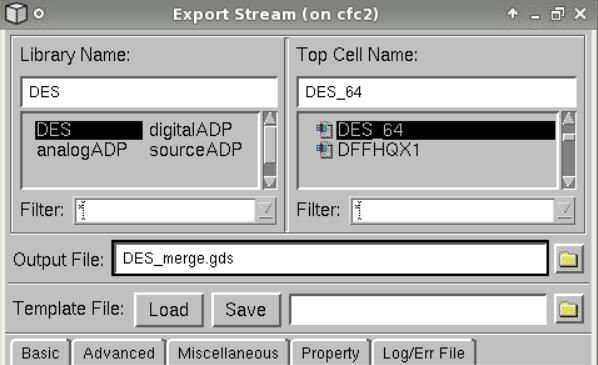 Export Stream (on cfc2)
Library Name:
Top Cell Name:
DES
DES_64
DES digitalADP
analogADP sourceADP
DES_64
DFFHQX1
Filter: *
Filter: *
Output File: DES_merge.gds
Template File: Load Save
Basic Advanced Miscellaneous Property Log/Err File